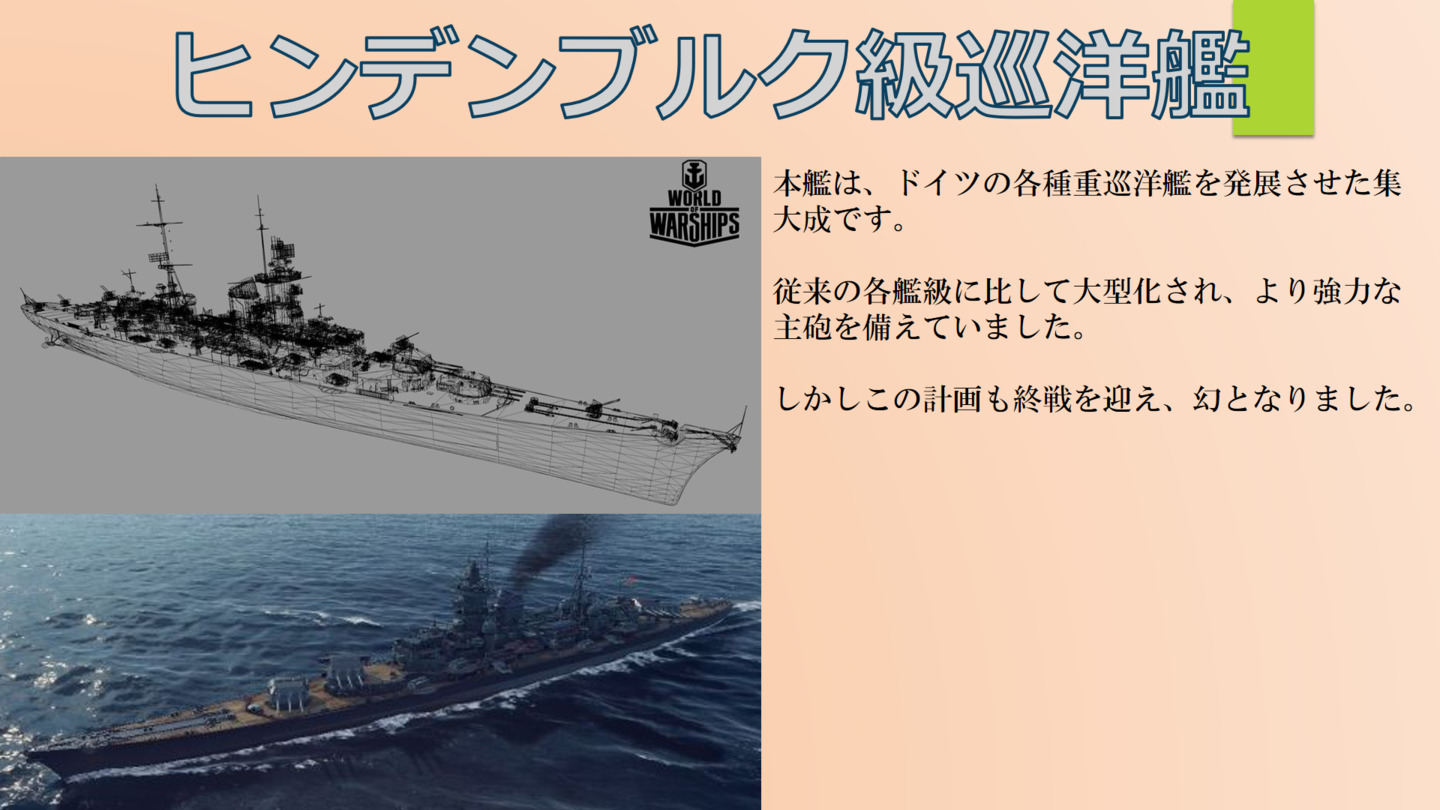 ヒンデンブルク級巡洋艦
WORLD
OF
WARSHIPS
本艦は、ドイツの各種重巡洋艦を発展させた集
大成です。
従来の各艦級に比して大型化され、より強力な
主砲を備えていました。
しかしこの計画も終戦を迎え、幻となりました。